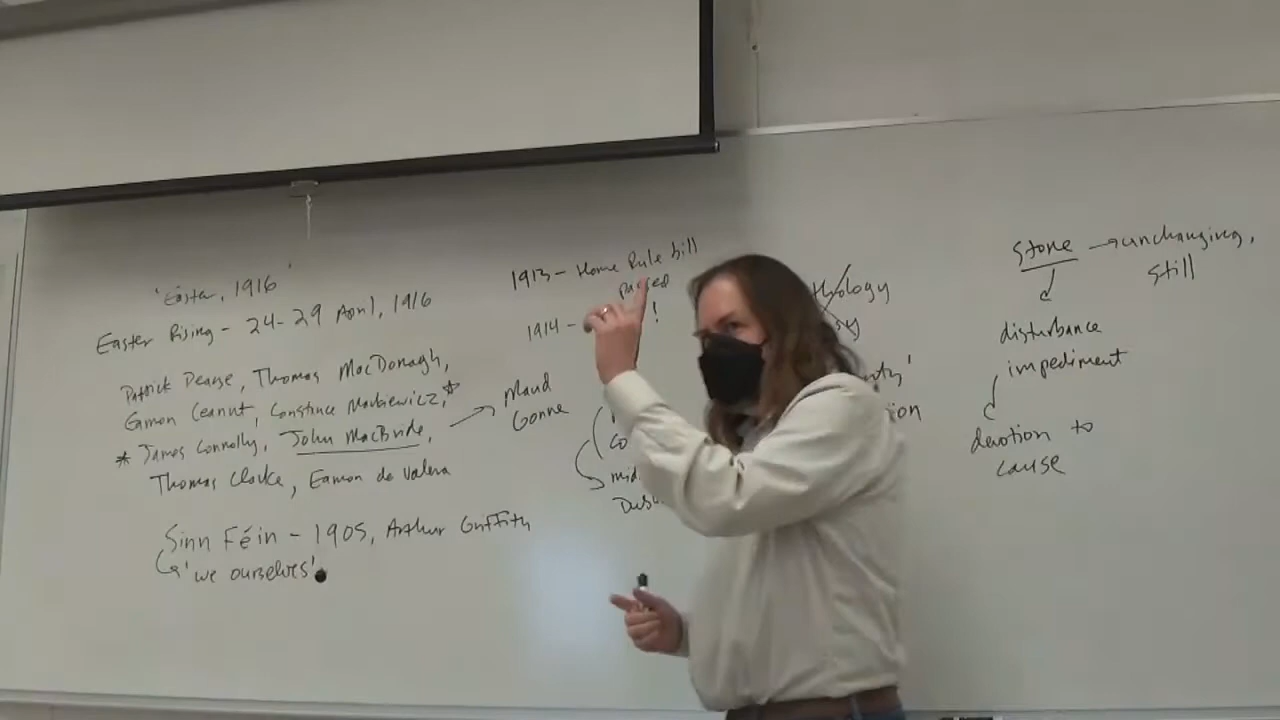 'Easter, 1916'
Easter Rising - 24-29 April, 1916
Patrick Pearse, Thomas MacDonagh,
Eamon Ceannt, Constance Markiewicz,*
* James Connolly, John MacBride,
Thomas Clarke, Eamon de Valera
Sinn Féin - 1905, Arthur Griffith
'we ourselves'
Maud
Gonne
1913 - Home Rule bill
passed
1914 -
!
stone → unchanging,
still
disturbance
impediment
devotion to
cause